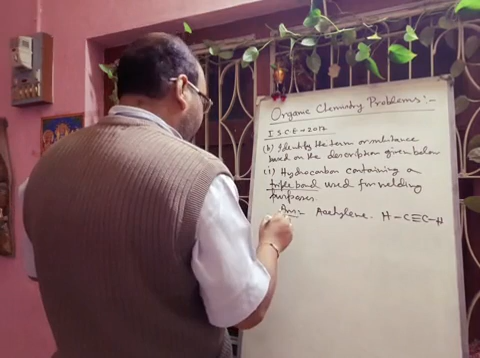 Organic Chemistry Problems:-
ISCE-2017
(b) Identify the term or substance
based on the description given below
(i) Hydrocarbon containing a
triple bond used for welding
purposes.
Ans:- Acetylene. H-C≡C-H